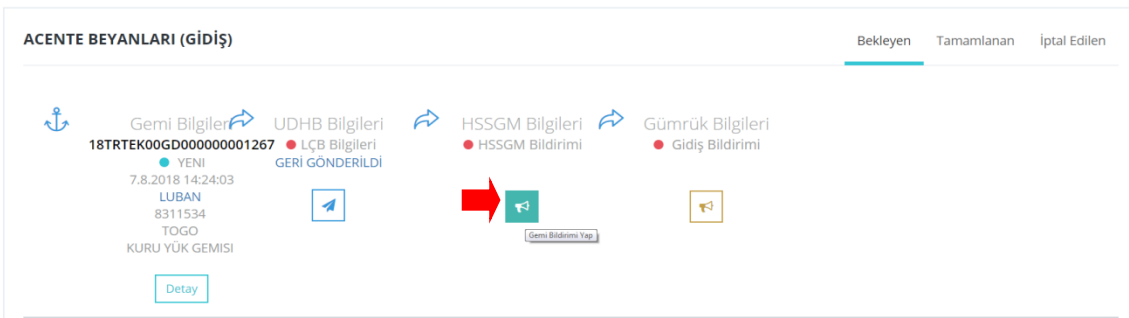 ACENTE BEYANLARI (GİDİŞ)
Bekleyen Tamamlanan İptal Edilen
Gemi Bilgileri UDHB Bilgileri HSSGM Bilgileri Gümrük Bilgileri
18TRTEK00GD000000001267 LÇB Bilgileri HSSGM Bildirimi Gidiş Bildirimi
YENI GERİ GÖNDERİLDİ
7.8.2018 14:24:03
LUBAN
8311534
TOGO
KURU YÜK GEMISI
Gemi Bildirimi Yap
Detay